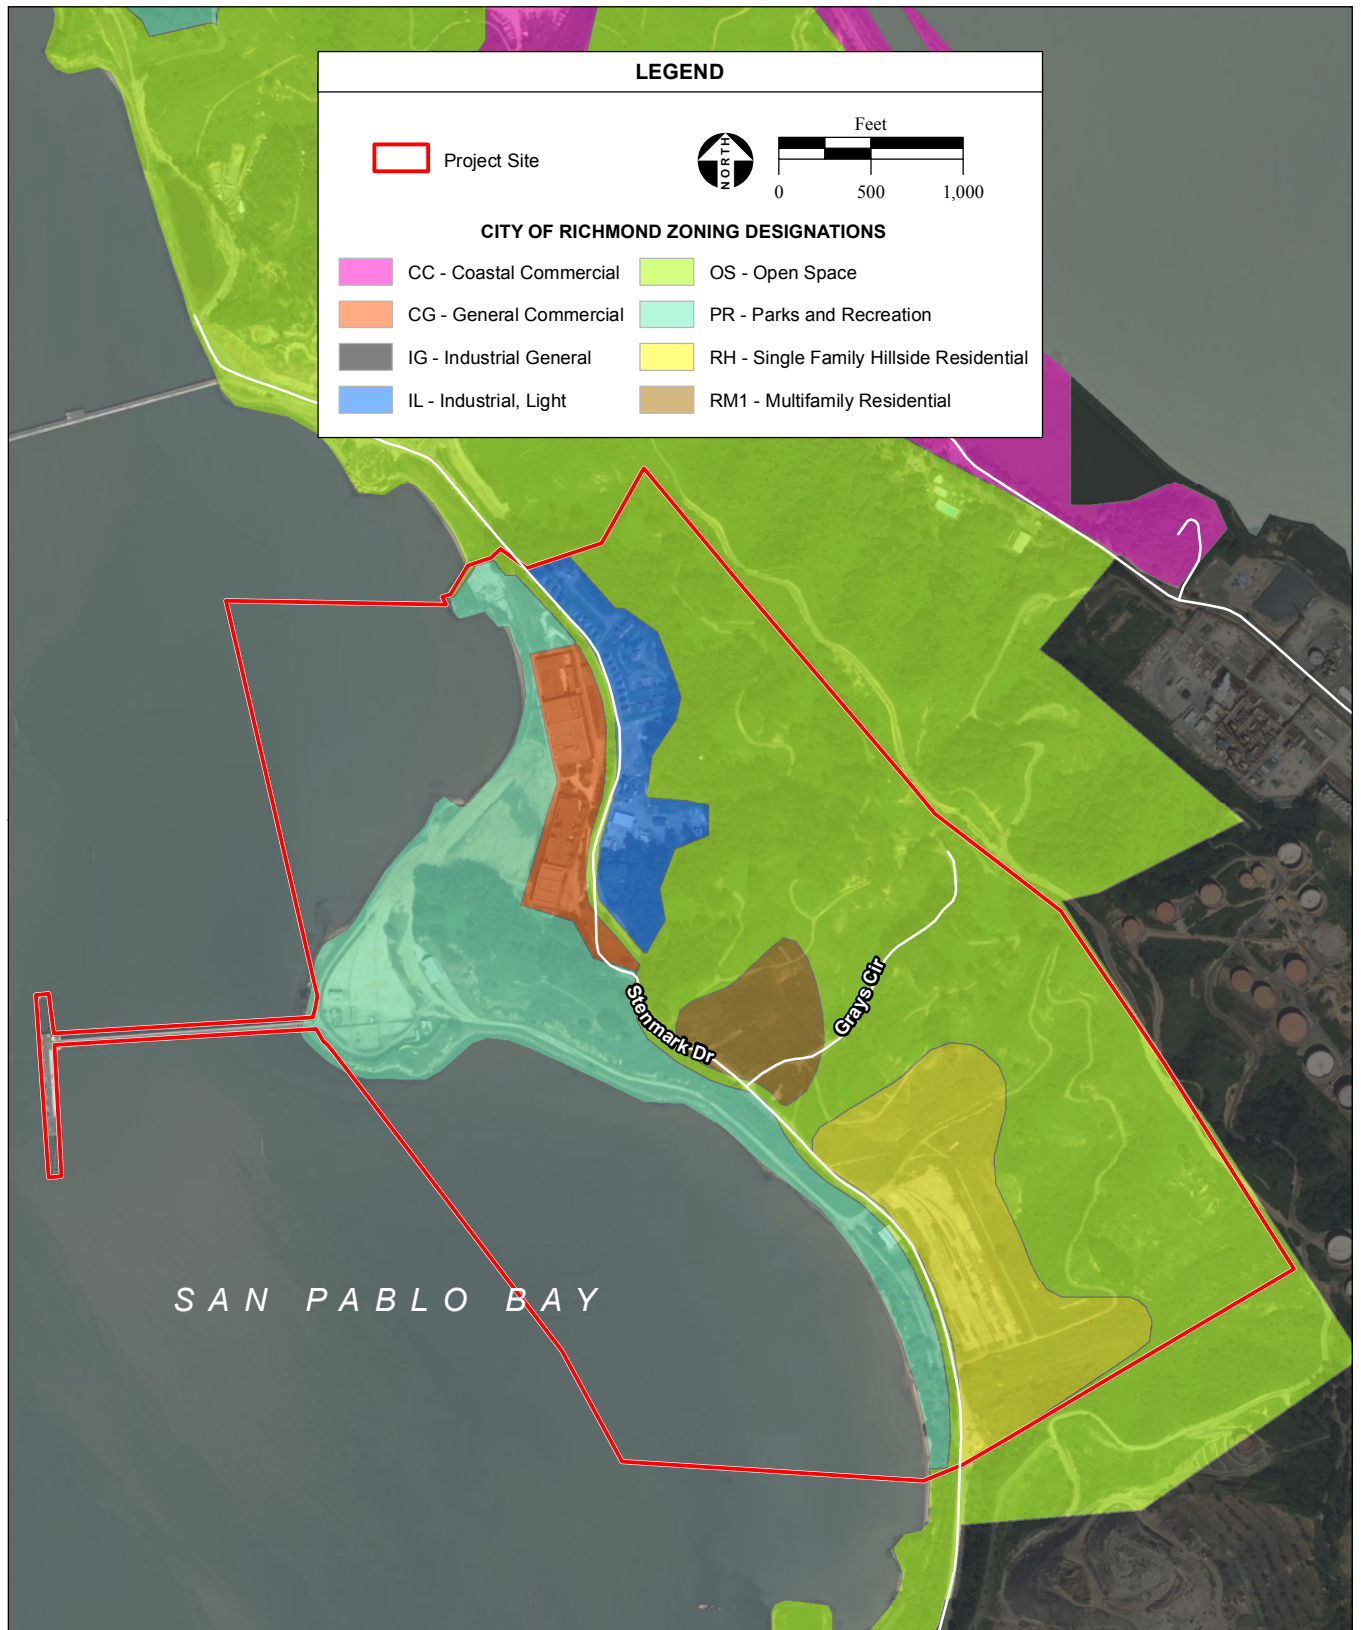 LEGEND
Project Site
NORTH
Feet
0 500 1,000
CITY OF RICHMOND ZONING DESIGNATIONS
CC - Coastal Commercial
OS - Open Space
CG - General Commercial
PR - Parks and Recreation
IG - Industrial General
RH - Single Family Hillside Residential
IL - Industrial, Light
RM1 - Multifamily Residential
Stenmark Dr
Grays Cir
SAN PABLO BAY